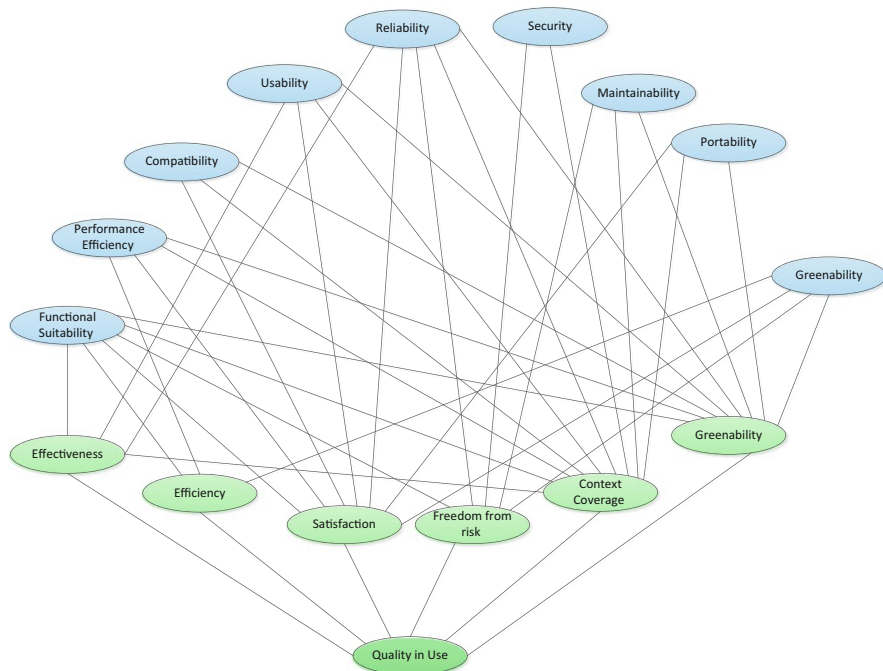 Reliability
Security
Usability
Maintainability
Portability
Compatibility
Performance
Efficiency
Greenability
Functional
Suitability
Effectiveness
Greenability
Efficiency
Context
Coverage
Satisfaction
Freedom from
risk
Quality in Use